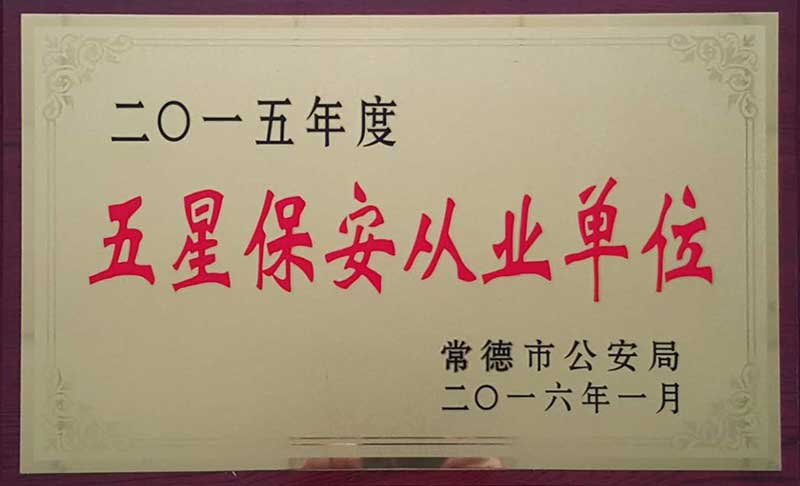 二〇一五年度
五星保安从业单位
常德市公安局
二〇一六年一月